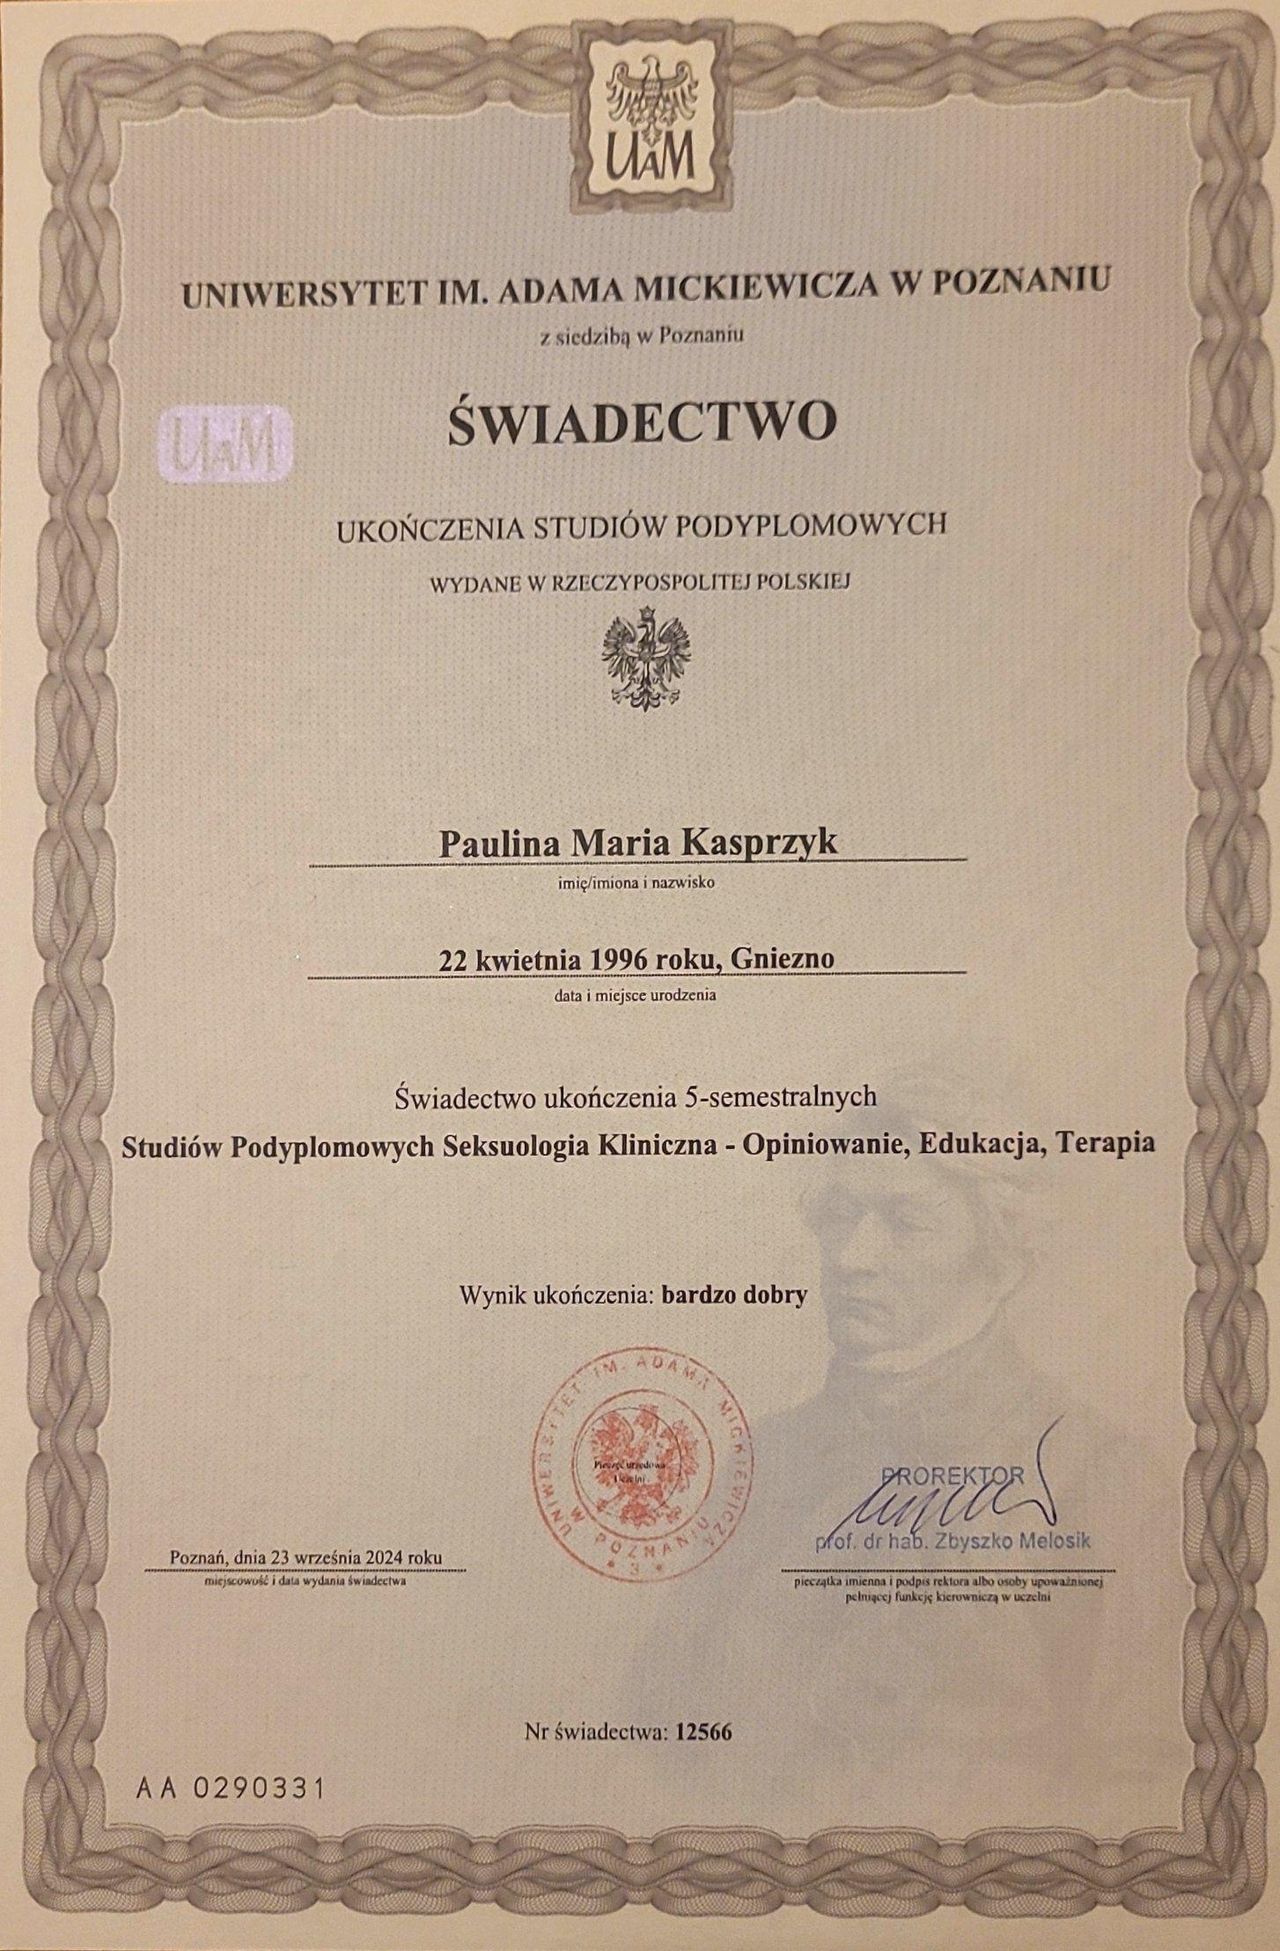 UAM
UNIWERSYTET IM. ADAMA MICKIEWICZA W POZNANIU
z siedzibą w Poznaniu
UAM
ŚWIADECTWO
UKOŃCZENIA STUDIÓW PODYPLOMOWYCH
WYDANE W RZECZYPOSPOLITEJ POLSKIEJ
Paulina Maria Kasprzyk
imię/imiona i nazwisko
22 kwietnia 1996 roku, Gniezno
data i miejsce urodzenia
Świadectwo ukończenia 5-semestralnych
Studiów Podyplomowych Seksuologia Kliniczna - Opiniowanie, Edukacja, Terapia
Wynik ukończenia: bardzo dobry
UNIWERSYTET IM. ADAMA MICKIEWICZA
W POZNANIU
* 3 *
Pieczęć urzędowa
Uczelni
PROREKTOR
prof. dr hab. Zbyszko Melosik
Poznań, dnia 23 września 2024 roku
miejscowość i data wydania świadectwa
pieczątka imienna i podpis rektora albo osoby upoważnionej
pełniącej funkcję kierowniczą w uczelni
Nr świadectwa: 12566
AA 0290331